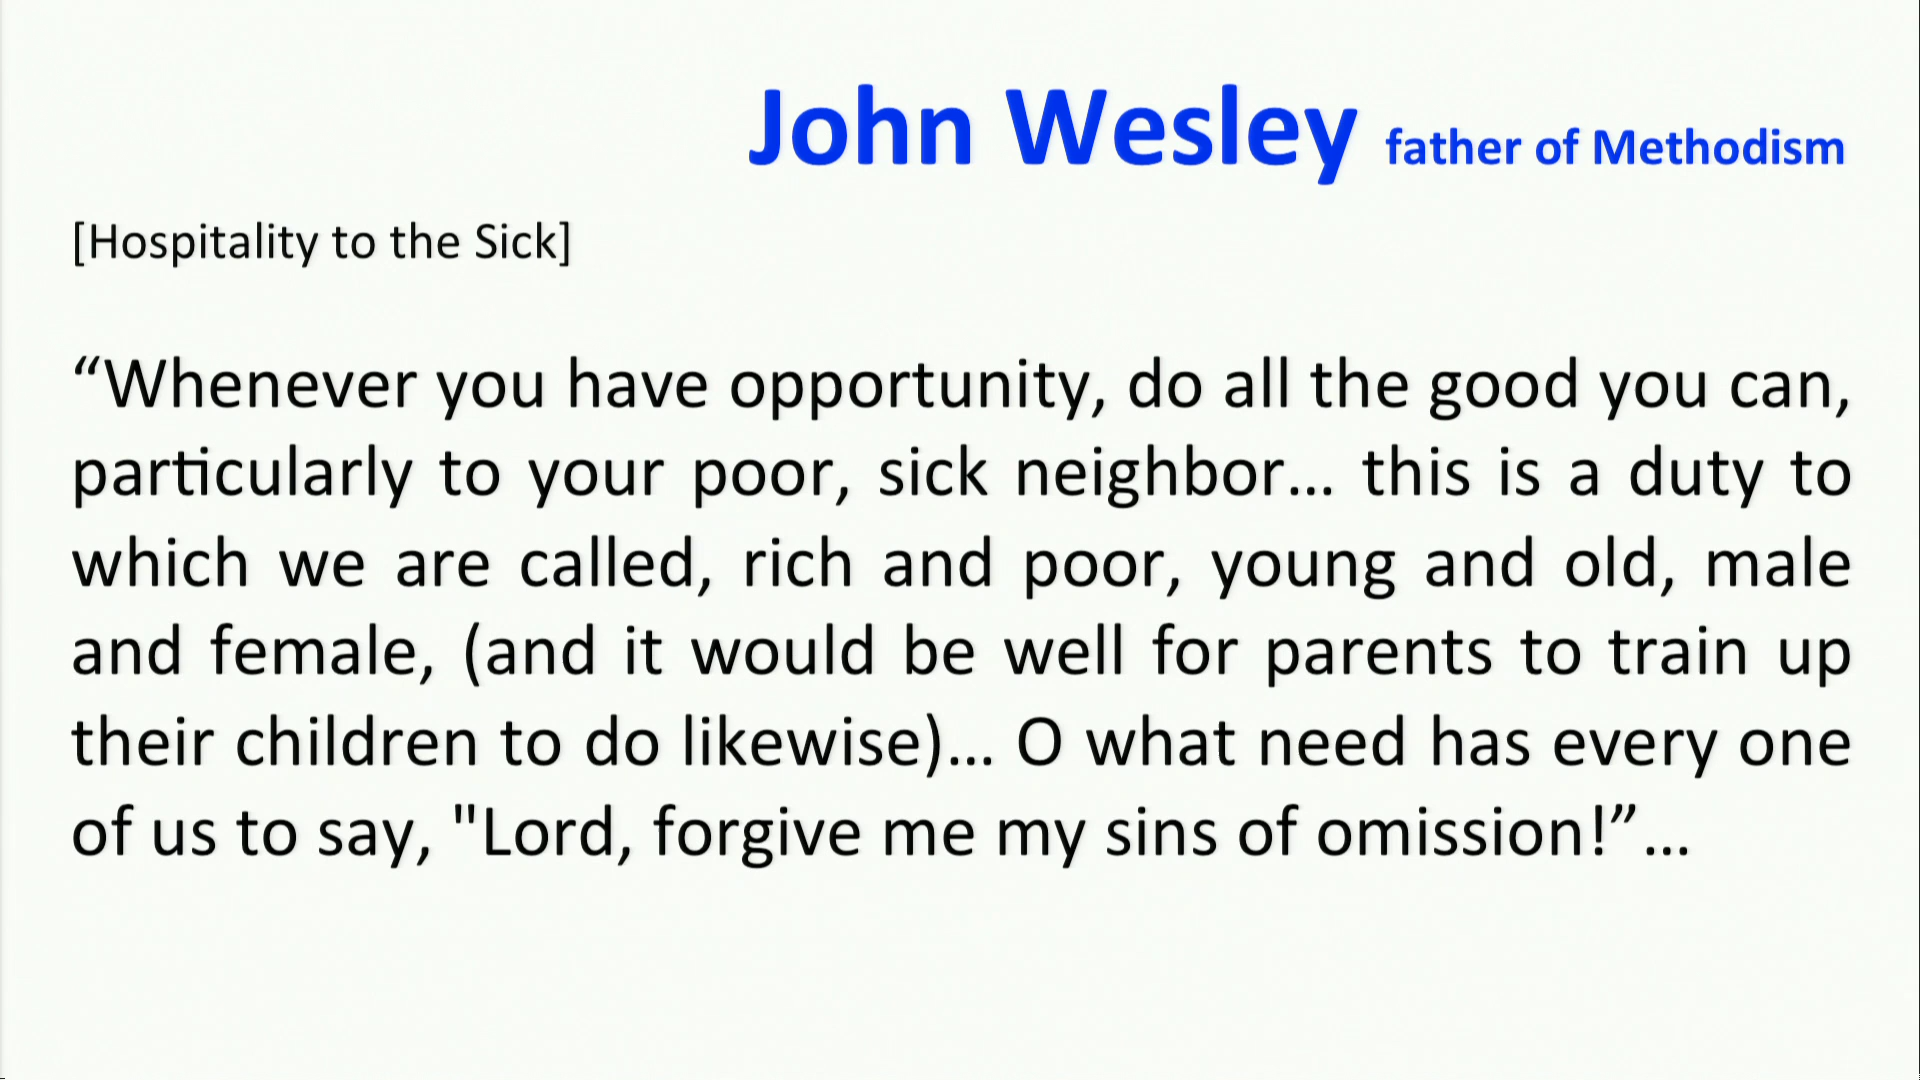 John Wesley father of Methodism
[Hospitality to the Sick]
“Whenever you have opportunity, do all the good you can,
particularly to your poor, sick neighbor… this is a duty to
which we are called, rich and poor, young and old, male
and female, (and it would be well for parents to train up
their children to do likewise)… O what need has every one
of us to say, "Lord, forgive me my sins of omission!”…